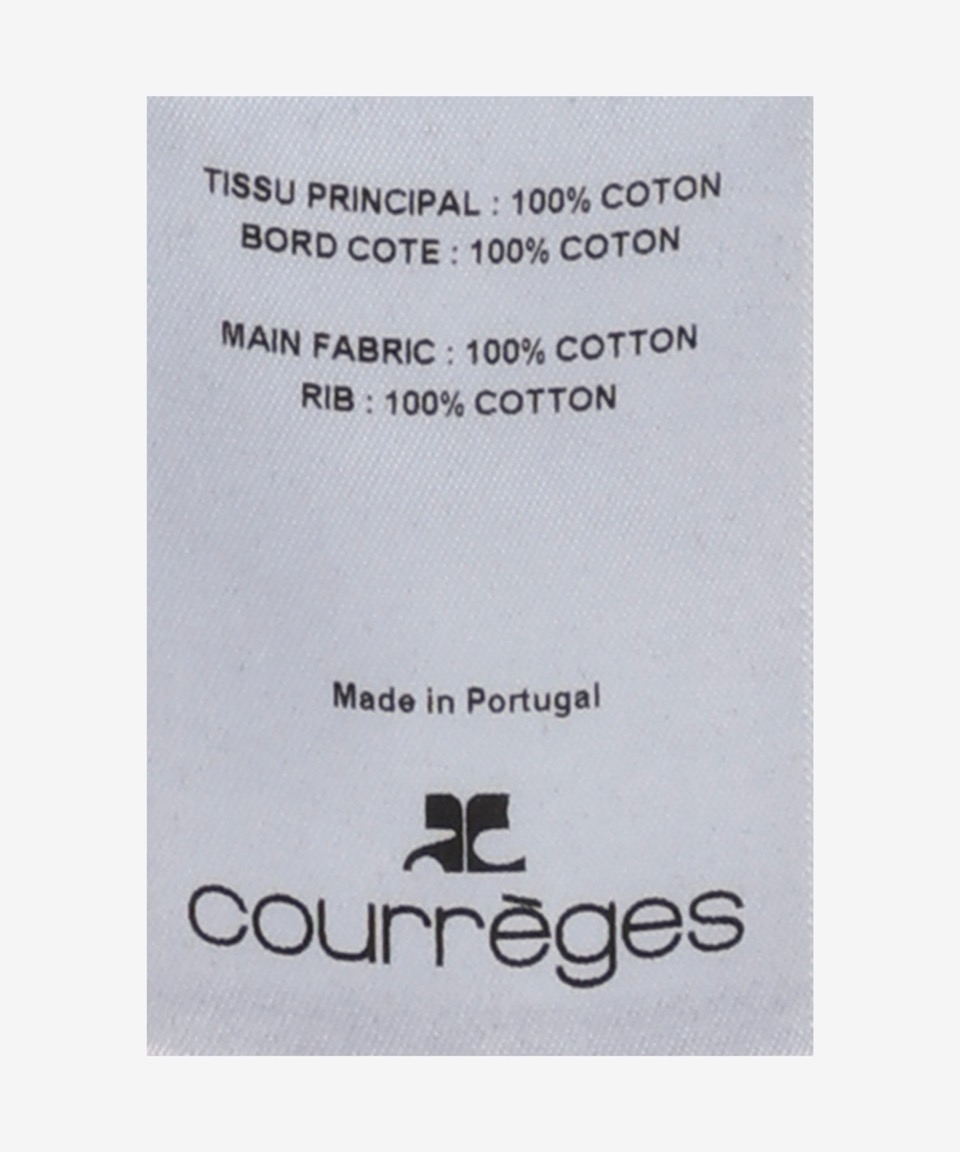 TISSU PRINCIPAL : 100% COTON
BORD COTE : 100% COTON
MAIN FABRIC : 100% COTTON
RIB : 100% COTTON
Made in Portugal
courrèges